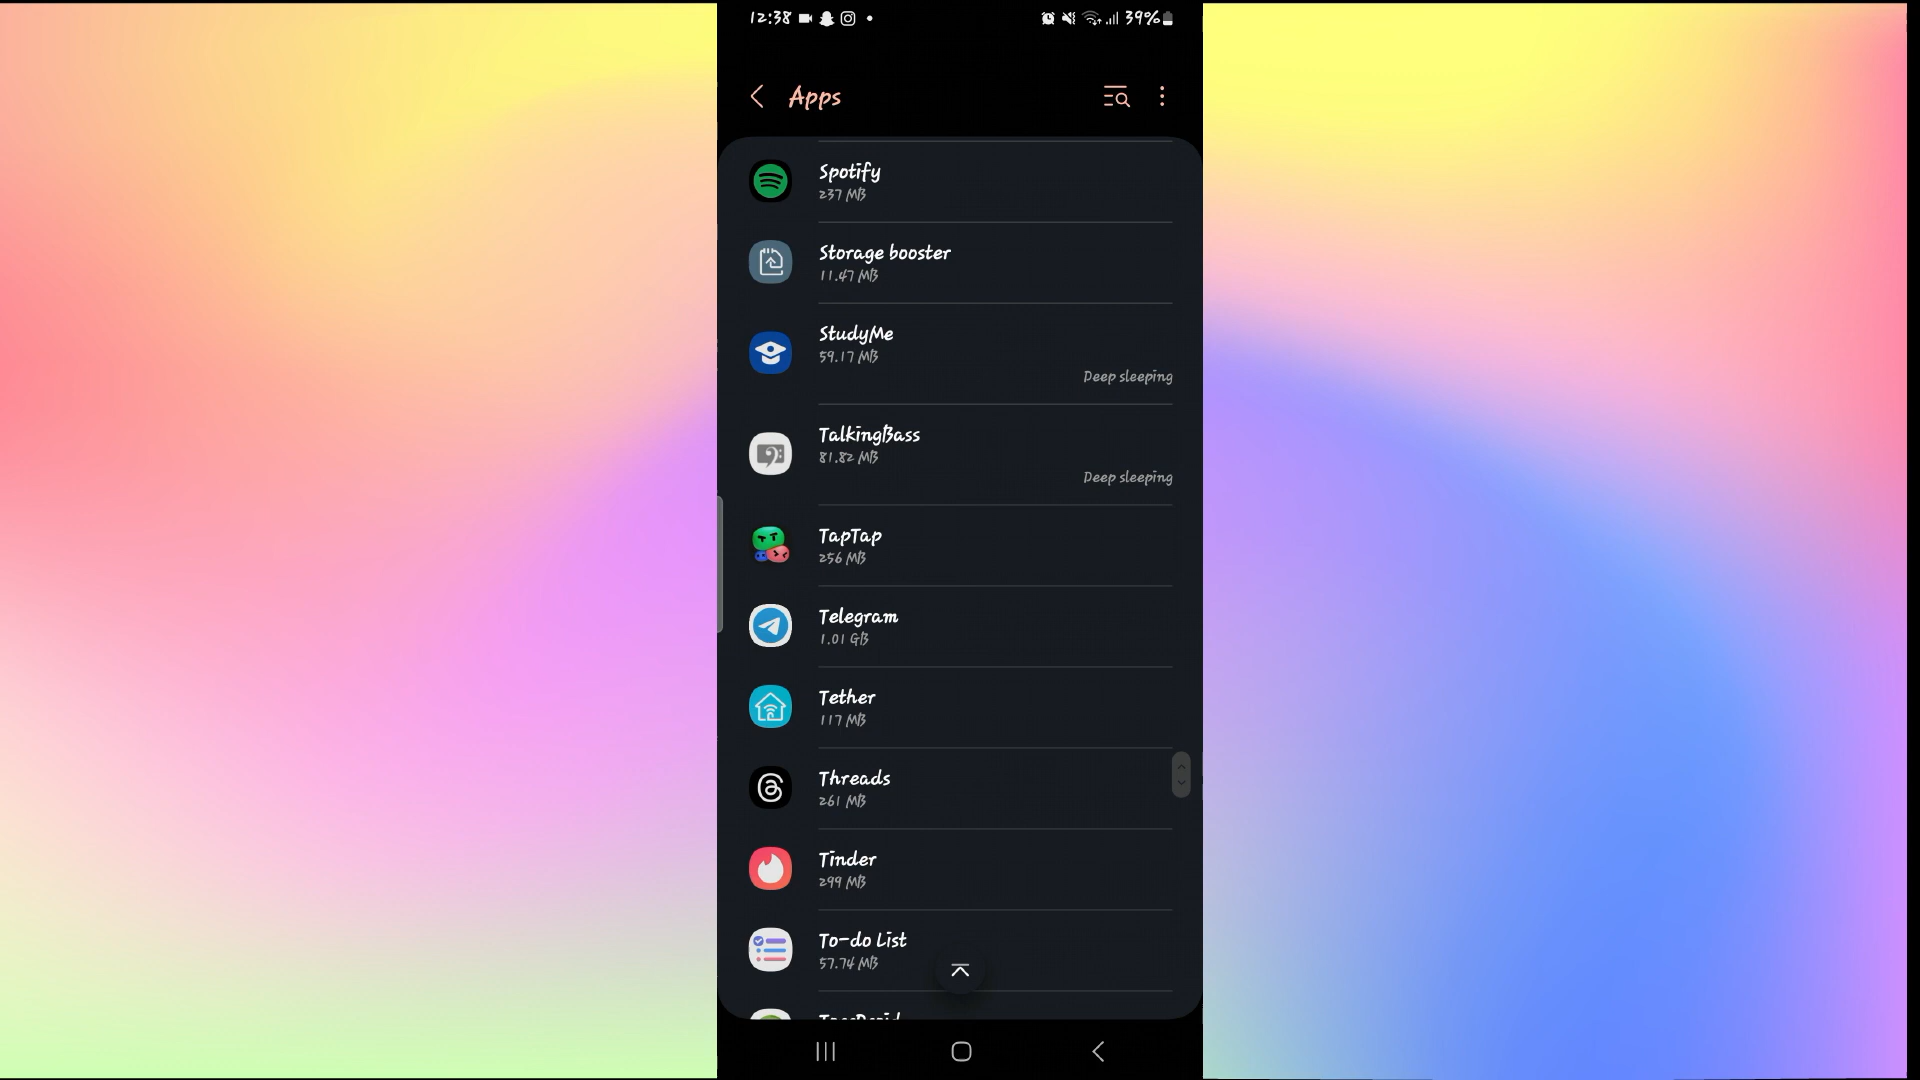 12:38
39%
Apps
Spotify
237 MB
Storage booster
11.47 MB
StudyMe
59.17 MB
Deep sleeping
TalkingBass
81.82 MB
Deep sleeping
TapTap
256 MB
Telegram
1.01 GB
Tether
117 MB
Threads
261 MB
Tinder
299 MB
To-do List
57.74 MB